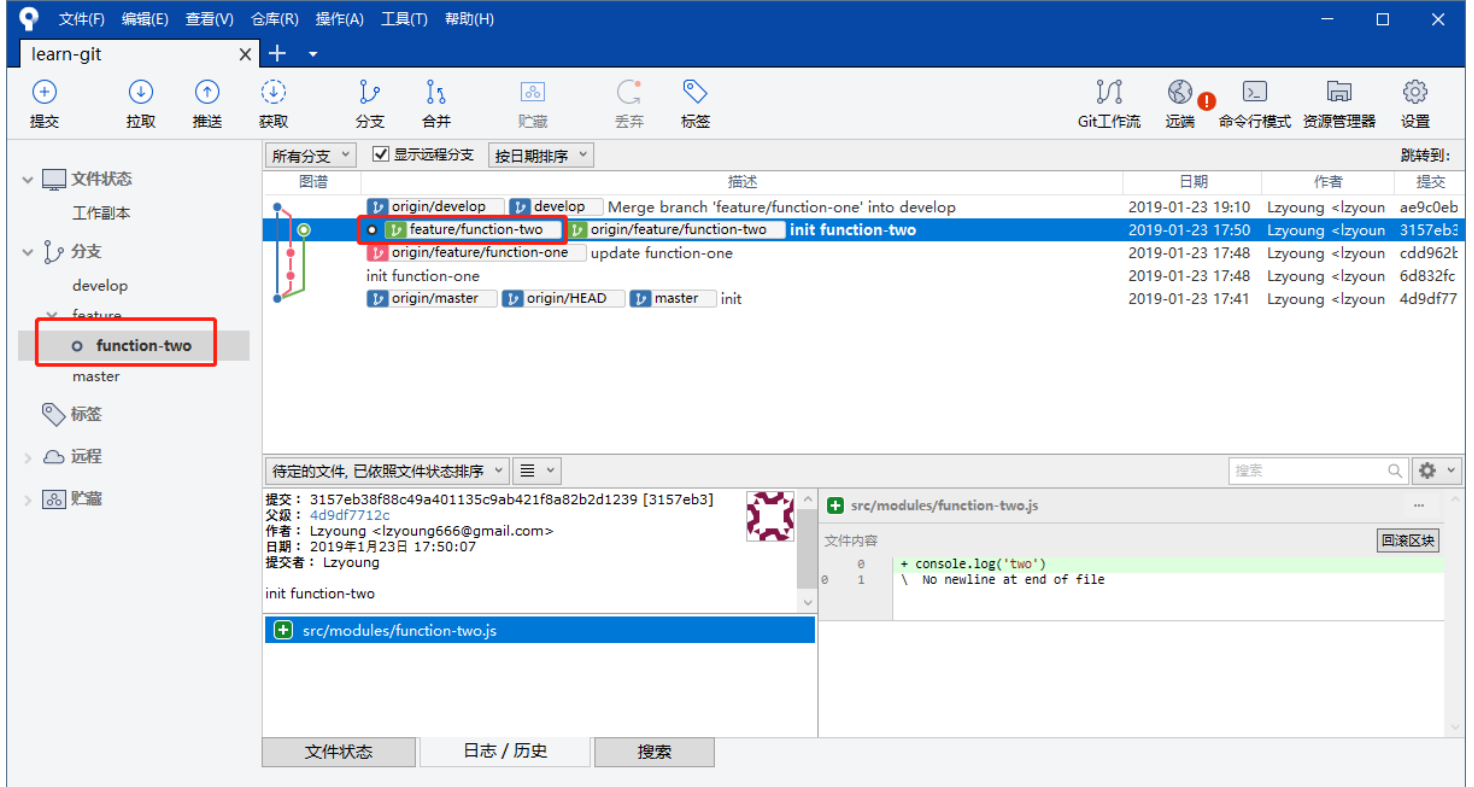 文件(F) 编辑(E) 查看(V) 仓库(R) 操作(A) 工具(T) 帮助(H)
learn-git
提交 拉取 推送 获取 分支 合并 贮藏 丢弃 标签 Git工作流 远端 命令行模式 资源管理器 设置
所有分支 显示远程分支 按日期排序 跳转到:
图谱 描述 日期 作者 提交
origin/develop develop Merge branch 'feature/function-one' into develop 2019-01-23 19:10 Lzyoung <lzyoun ae9c0eb
feature/function-two origin/feature/function-two init function-two 2019-01-23 17:50 Lzyoung <lzyoun 3157eb3
origin/feature/function-one update function-one 2019-01-23 17:48 Lzyoung <lzyoun cdd962b
init function-one 2019-01-23 17:48 Lzyoung <lzyoun 6d832fc
origin/master origin/HEAD master init 2019-01-23 17:41 Lzyoung <lzyoun 4d9df77
文件状态
工作副本
分支
develop
feature
function-two
master
标签
远程
贮藏
待定的文件, 已依照文件状态排序 搜索
提交: 3157eb38f88c49a401135c9ab421f8a82b2d1239 [3157eb3]
父级: 4d9df7712c
作者: Lzyoung <lzyoung666@gmail.com>
日期: 2019年1月23日 17:50:07
提交者: Lzyoung
init function-two
src/modules/function-two.js
src/modules/function-two.js ...
文件内容 回滚区块
0 + console.log('two')
0 1 \ No newline at end of file
文件状态 日志 / 历史 搜索